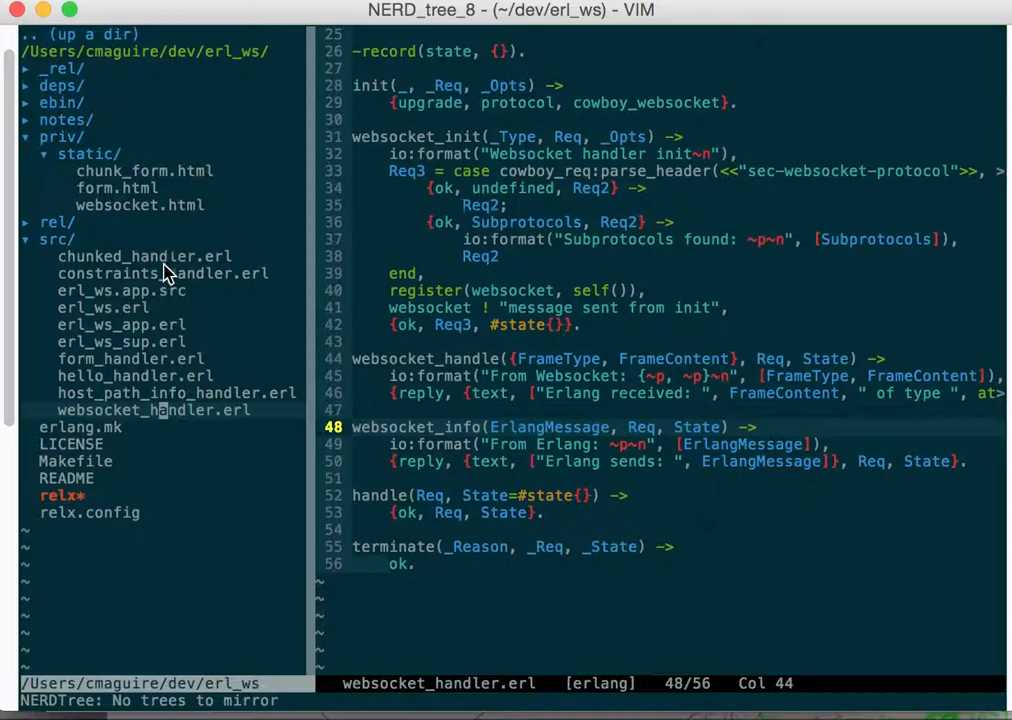 NERD_tree_8 - (~/dev/erl_ws) - VIM
.. (up a dir)
/Users/cmaguire/dev/erl_ws/
▸ _rel/
▸ deps/
▸ ebin/
▸ notes/
▾ priv/
▾ static/
chunk_form.html
form.html
websocket.html
▸ rel/
▾ src/
chunked_handler.erl
constraints_handler.erl
erl_ws.app.src
erl_ws.erl
erl_ws_app.erl
erl_ws_sup.erl
form_handler.erl
hello_handler.erl
host_path_info_handler.erl
websocket_handler.erl
erlang.mk
LICENSE
Makefile
README
relx*
relx.config
~
~
~
~
~
~
~
~
~
/Users/cmaguire/dev/erl_ws
25
26 -record(state, {}).
27
28 init(_, _Req, _Opts) ->
29     {upgrade, protocol, cowboy_websocket}.
30
31 websocket_init(_Type, Req, _Opts) ->
32     io:format("Websocket handler init~n"),
33     Req3 = case cowboy_req:parse_header(<<"sec-websocket-protocol">>, >
34         {ok, undefined, Req2} ->
35             Req2;
36         {ok, Subprotocols, Req2} ->
37             io:format("Subprotocols found: ~p~n", [Subprotocols]),
38             Req2
39     end,
40     register(websocket, self()),
41     websocket ! "message sent from init",
42     {ok, Req3, #state{}}.
43
44 websocket_handle({FrameType, FrameContent}, Req, State) ->
45     io:format("From Websocket: {~p, ~p}~n", [FrameType, FrameContent]),
46     {reply, {text, ["Erlang received: ", FrameContent, " of type ", at>
47
48 websocket_info(ErlangMessage, Req, State) ->
49     io:format("From Erlang: ~p~n", [ErlangMessage]),
50     {reply, {text, ["Erlang sends: ", ErlangMessage]}, Req, State}.
51
52 handle(Req, State=#state{}) ->
53     {ok, Req, State}.
54
55 terminate(_Reason, _Req, _State) ->
56     ok.
~
~
~
~
~
~
websocket_handler.erl [erlang] 48/56 Col 44
NERDTree: No trees to mirror